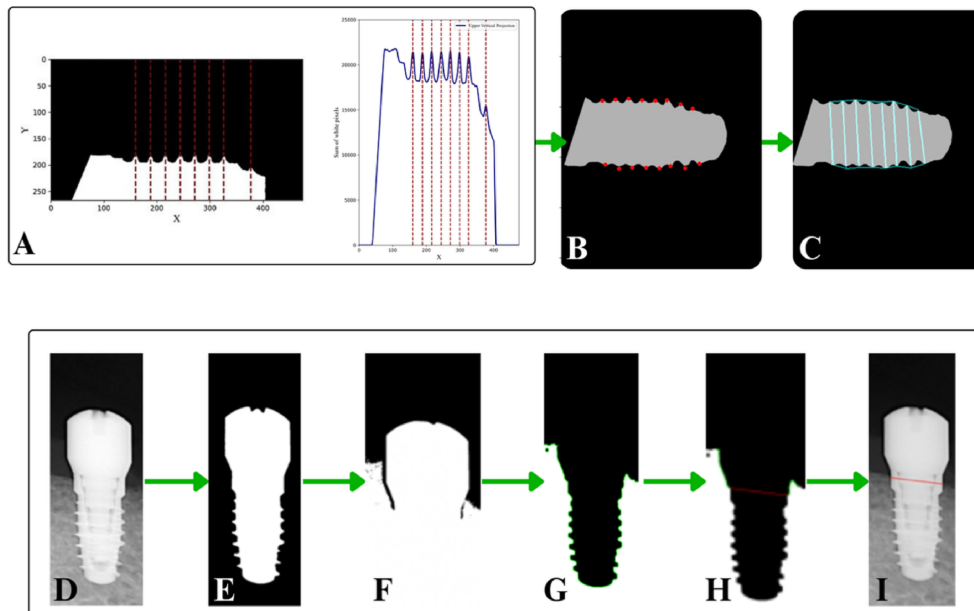 Upper Vertical Projection
0
50
100
150
200
250
Y
0
100
200
300
400
X
A
25000
20000
15000
10000
5000
0
Sum of white pixels
0
100
200
300
400
X
B
C
D
E
F
G
H
I